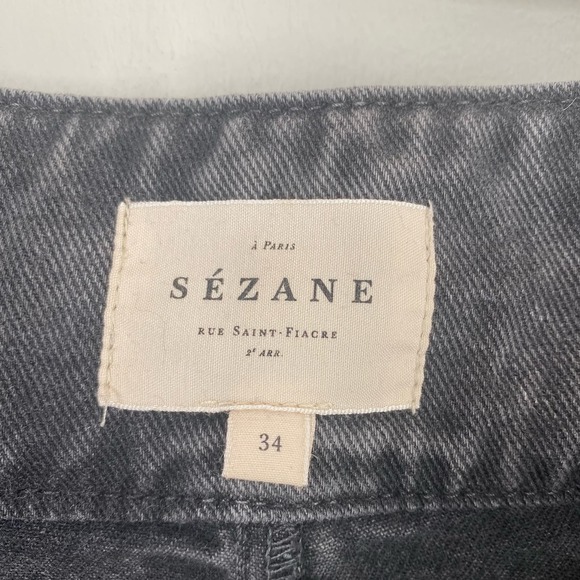 à Paris
SÉZANE
RUE SAINT-FIACRE
2e ARR.
34